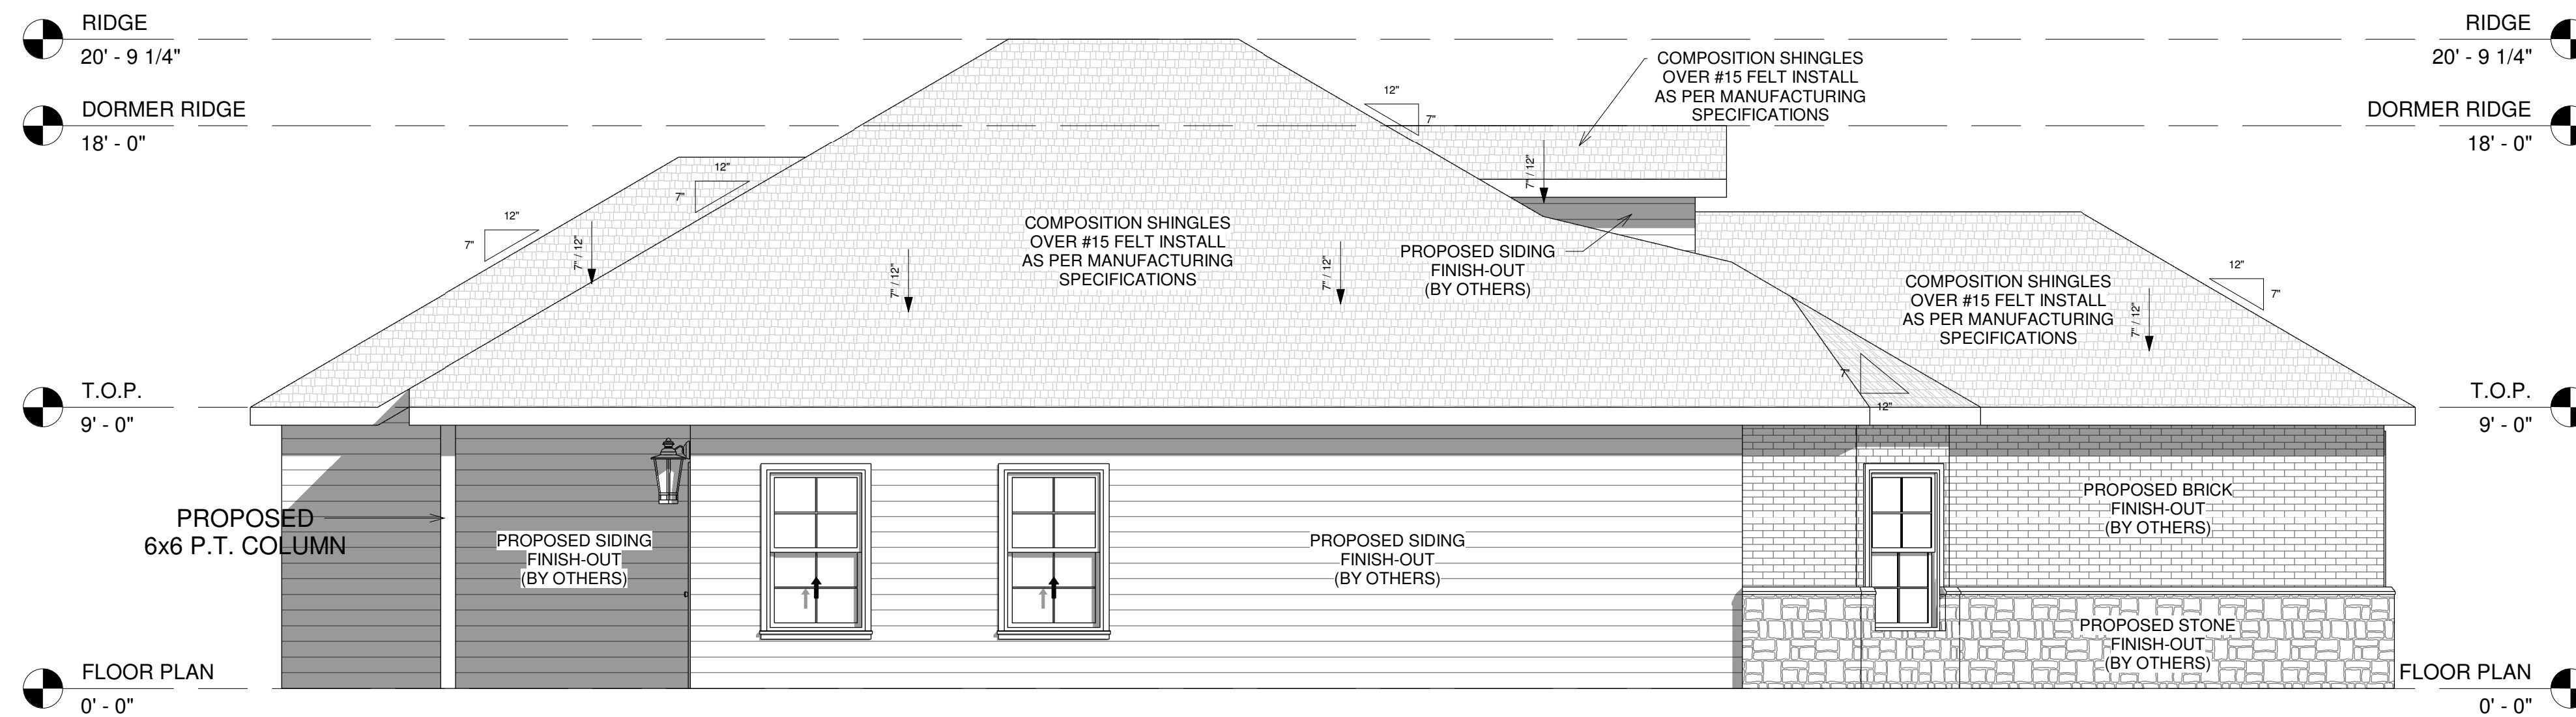 RIDGE
20' - 9 1/4"
DORMER RIDGE
18' - 0"
T.O.P.
9' - 0"
FLOOR PLAN
0' - 0"
RIDGE
20' - 9 1/4"
DORMER RIDGE
18' - 0"
T.O.P.
9' - 0"
FLOOR PLAN
0' - 0"
COMPOSITION SHINGLES
OVER #15 FELT INSTALL
AS PER MANUFACTURING
SPECIFICATIONS
12"
7"
12"
7"
12"
7"
7" / 12"
7" / 12"
COMPOSITION SHINGLES
OVER #15 FELT INSTALL
AS PER MANUFACTURING
SPECIFICATIONS
7" / 12"
7" / 12"
PROPOSED SIDING
FINISH-OUT
(BY OTHERS)
COMPOSITION SHINGLES
OVER #15 FELT INSTALL
AS PER MANUFACTURING
SPECIFICATIONS
7" / 12"
12"
7"
7"
12"
PROPOSED
6x6 P.T. COLUMN
PROPOSED SIDING
FINISH-OUT
(BY OTHERS)
PROPOSED SIDING
FINISH-OUT
(BY OTHERS)
PROPOSED BRICK
FINISH-OUT
(BY OTHERS)
PROPOSED STONE
FINISH-OUT
(BY OTHERS)